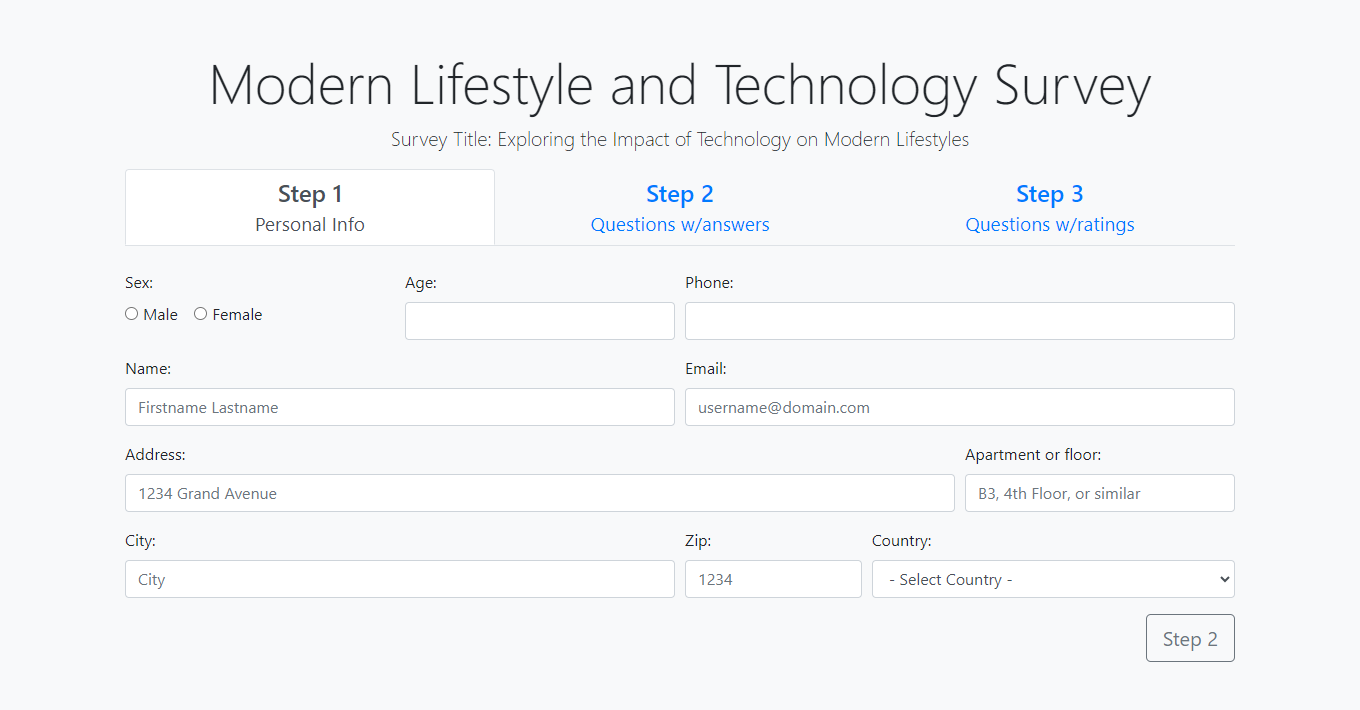 Modern Lifestyle and Technology Survey
Survey Title: Exploring the Impact of Technology on Modern Lifestyles
Step 1 Step 2 Step 3
Personal Info Questions w/answers Questions w/ratings
Sex: Age: Phone:
Male Female
Name: Email:
Firstname Lastname username@domain.com
Address: Apartment or floor:
1234 Grand Avenue B3, 4th Floor, or similar
City: Zip: Country:
City 1234 - Select Country -
Step 2